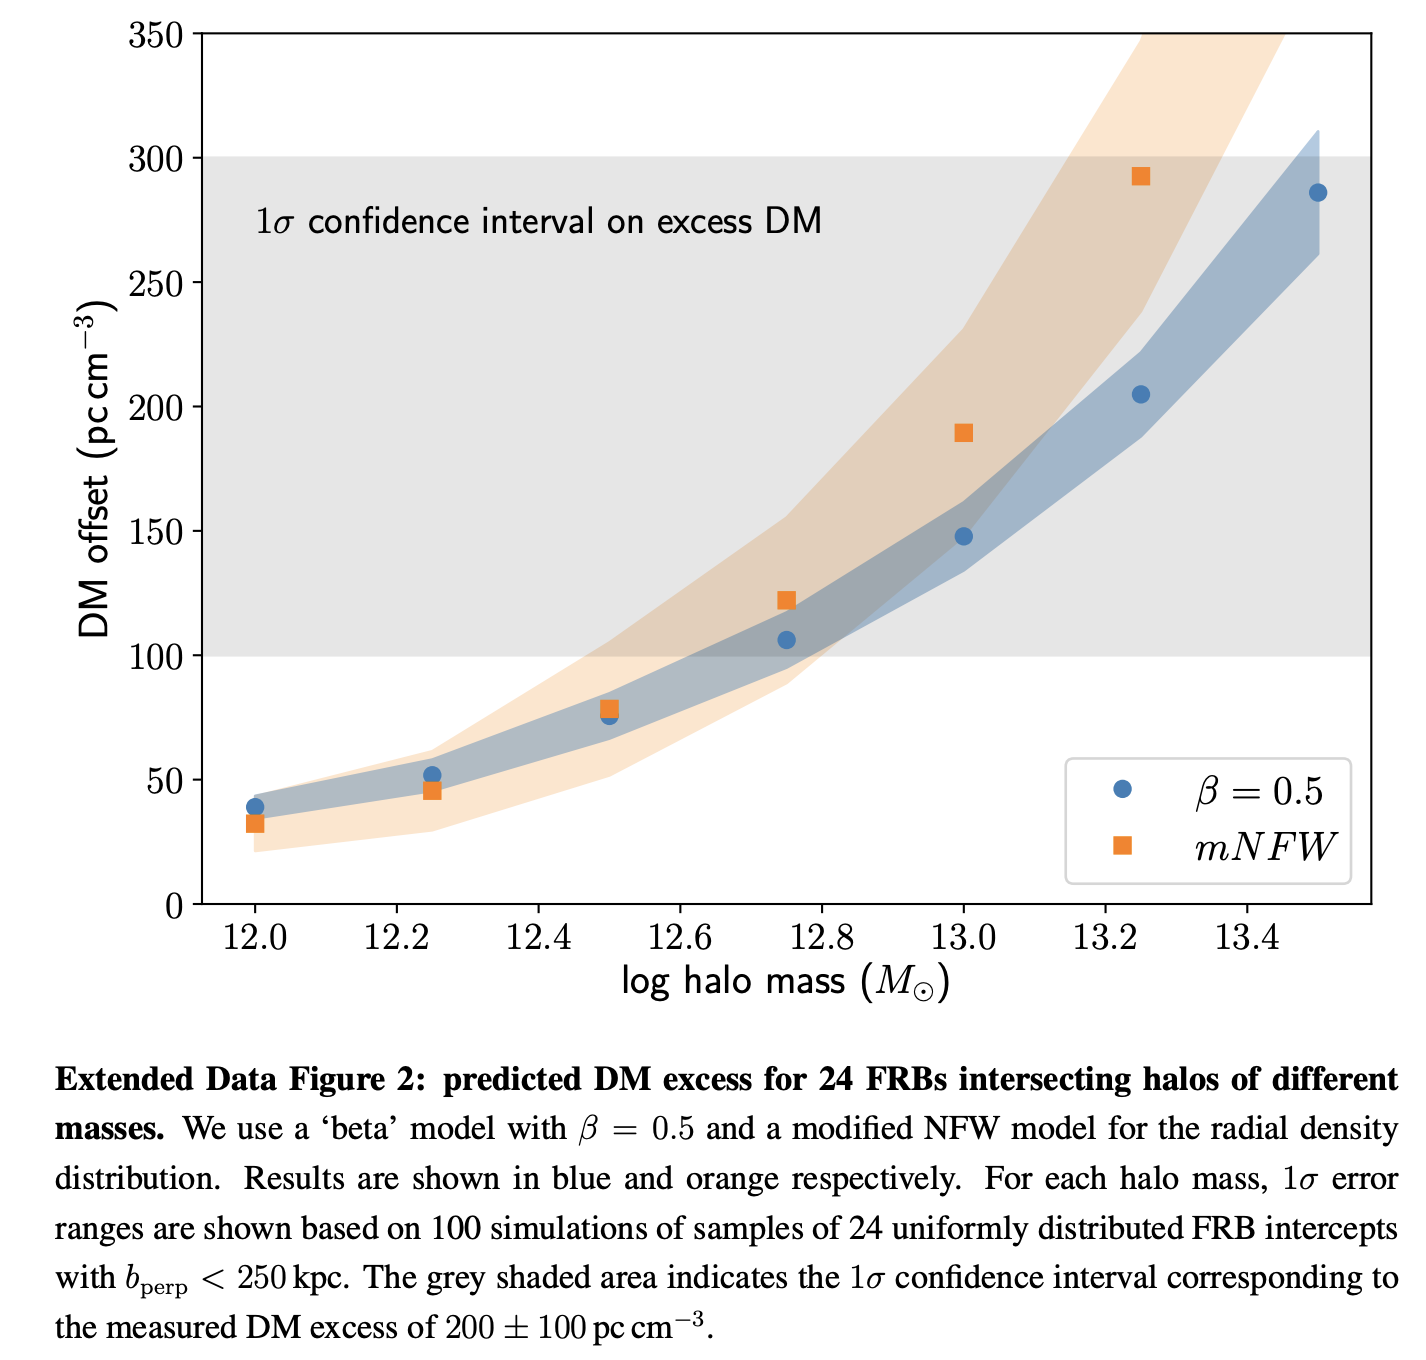 350
300
250
200
150
100
50
0
DM offset (pc cm⁻³)
1σ confidence interval on excess DM
β = 0.5
mNFW
12.0 12.2 12.4 12.6 12.8 13.0 13.2 13.4
log halo mass (M⊙)
Extended Data Figure 2: predicted DM excess for 24 FRBs intersecting halos of different
masses. We use a ‘beta’ model with β = 0.5 and a modified NFW model for the radial density
distribution. Results are shown in blue and orange respectively. For each halo mass, 1σ error
ranges are shown based on 100 simulations of samples of 24 uniformly distributed FRB intercepts
with b_perp < 250 kpc. The grey shaded area indicates the 1σ confidence interval corresponding to
the measured DM excess of 200 ± 100 pc cm⁻³.